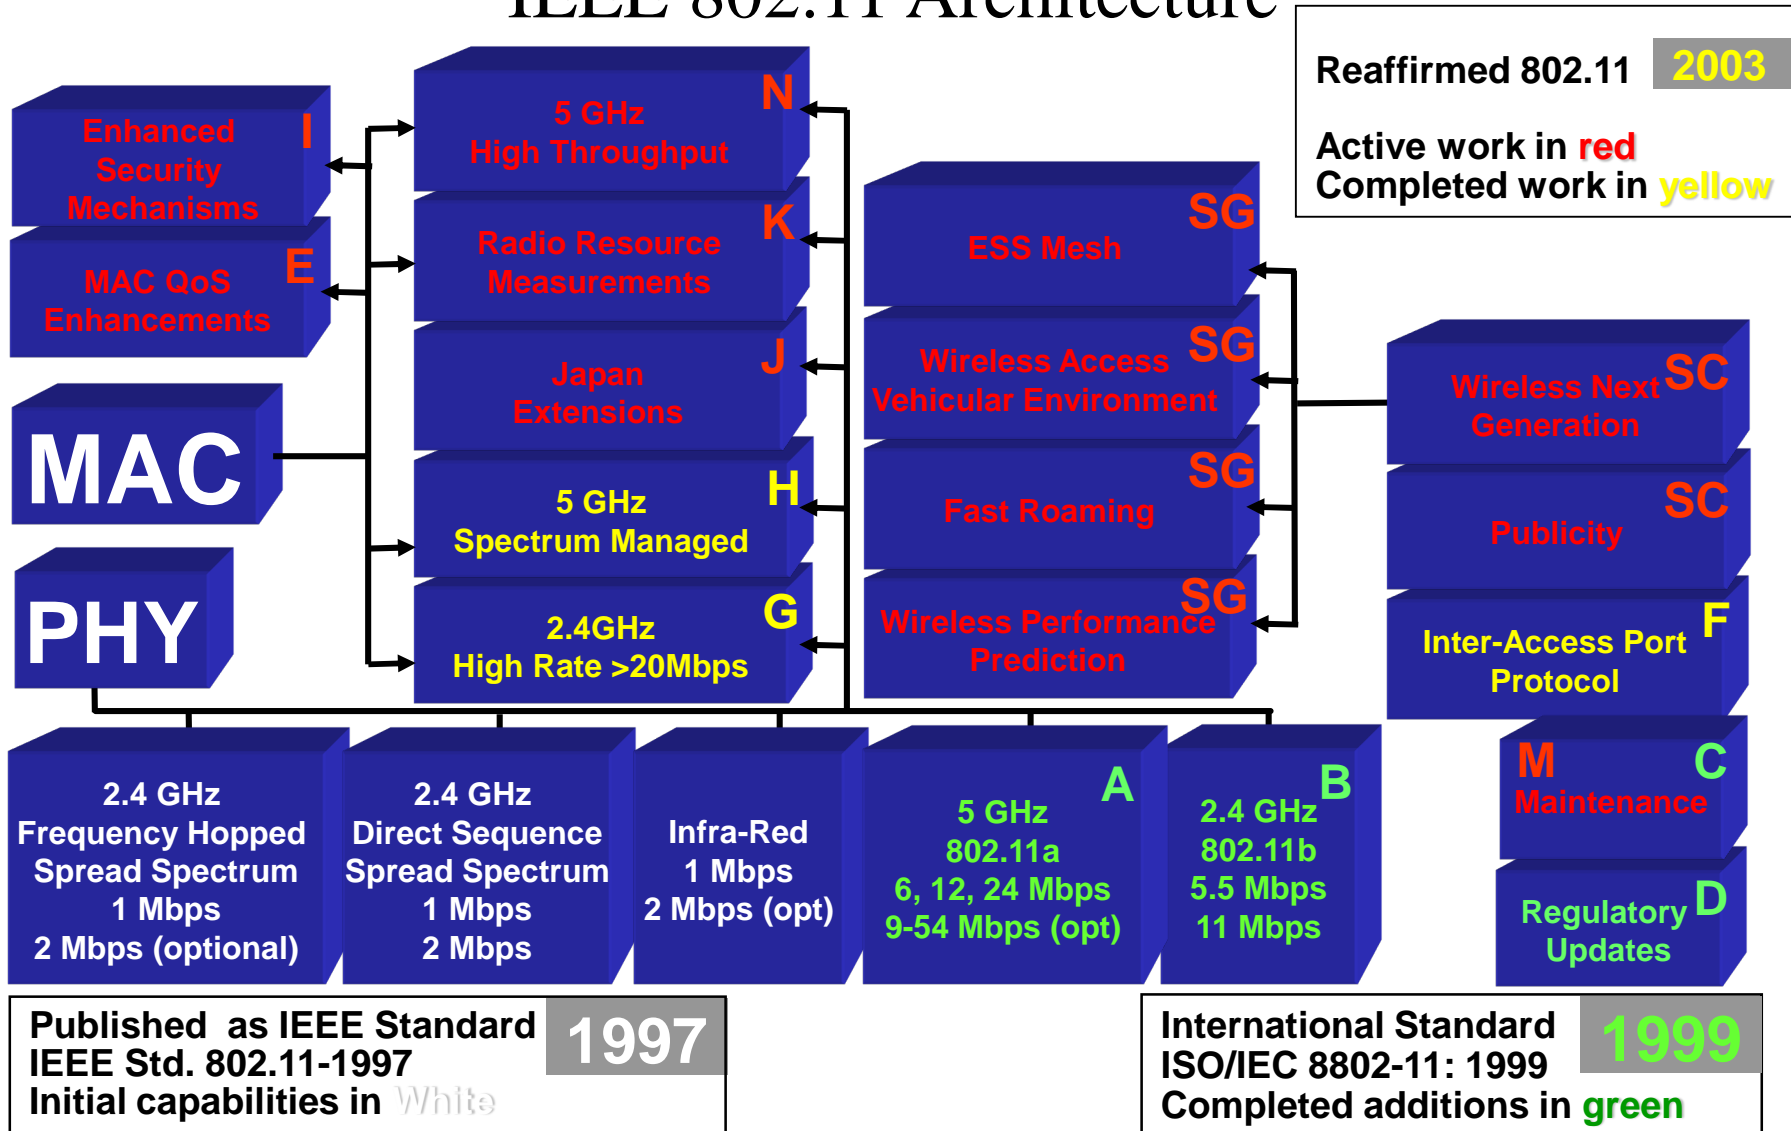 IEEE 802.11 Architecture
Reaffirmed 802.11 2003
Active work in red
Completed work in yellow
I
Enhanced
Security
Mechanisms
E
MAC QoS
Enhancements
MAC
PHY
N
5 GHz
High Throughput
K
Radio Resource
Measurements
J
Japan
Extensions
H
5 GHz
Spectrum Managed
G
2.4GHz
High Rate >20Mbps
SG
ESS Mesh
SG
Wireless Access
Vehicular Environment
SG
Fast Roaming
SG
Wireless Performance
Prediction
SC
Wireless Next
Generation
SC
Publicity
F
Inter-Access Port
Protocol
M C
Maintenance
D
Regulatory
Updates
2.4 GHz
Frequency Hopped
Spread Spectrum
1 Mbps
2 Mbps (optional)
2.4 GHz
Direct Sequence
Spread Spectrum
1 Mbps
2 Mbps
Infra-Red
1 Mbps
2 Mbps (opt)
A
5 GHz
802.11a
6, 12, 24 Mbps
9-54 Mbps (opt)
B
2.4 GHz
802.11b
5.5 Mbps
11 Mbps
Published as IEEE Standard 1997
IEEE Std. 802.11-1997
Initial capabilities in White
International Standard 1999
ISO/IEC 8802-11: 1999
Completed additions in green